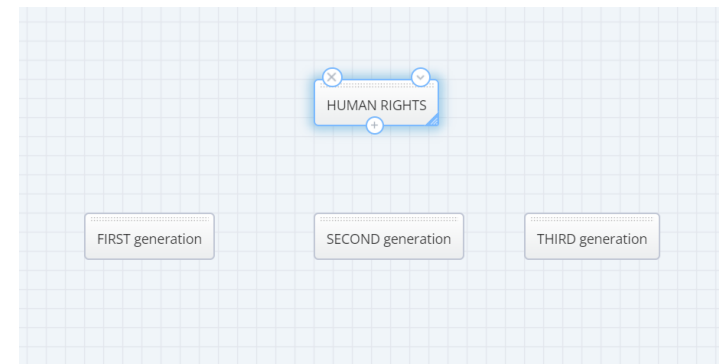 HUMAN RIGHTS
FIRST generation
SECOND generation
THIRD generation